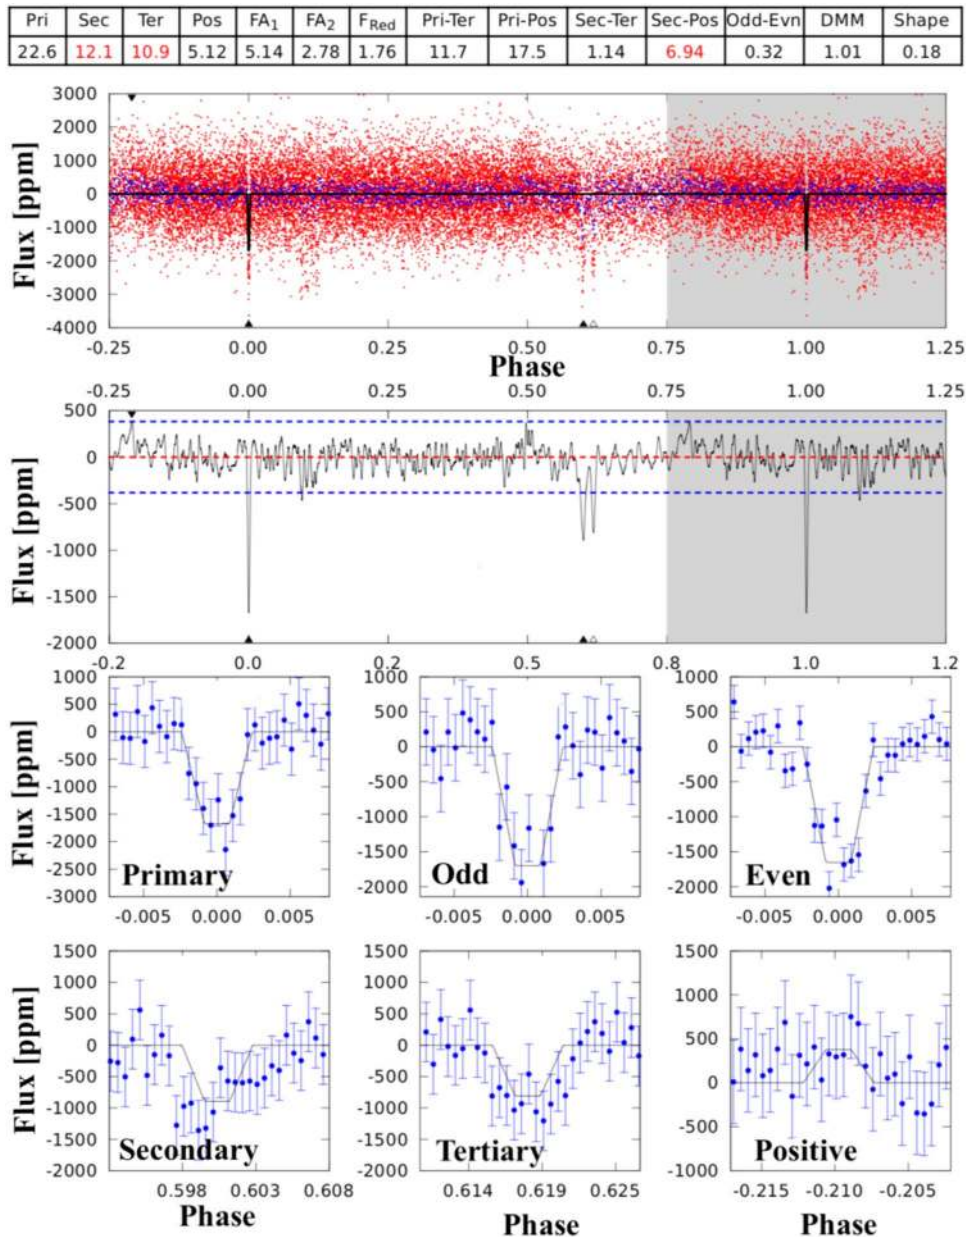 Pri Sec Ter Pos FA1 FA2 FRed Pri-Ter Pri-Pos Sec-Ter Sec-Pos Odd-Evn DMM Shape
22.6 12.1 10.9 5.12 5.14 2.78 1.76 11.7 17.5 1.14 6.94 0.32 1.01 0.18
Flux [ppm]
3000
2000
1000
0
-1000
-2000
-3000
-4000
-0.25 0.00 0.25 0.50 0.75 1.00 1.25
Phase
-0.25 0.00 0.25 0.50 0.75 1.00 1.25
Flux [ppm]
500
0
-500
-1000
-1500
-2000
-0.2 0.0 0.2 0.5 0.8 1.0 1.2
Flux [ppm]
1000
500
0
-500
-1000
-1500
-2000
-2500
-3000
Primary
-0.005 0.000 0.005
1000
500
0
-500
-1000
-1500
-2000
Odd
-0.005 0.000 0.005
1000
500
0
-500
-1000
-1500
-2000
Even
-0.005 0.000 0.005
Flux [ppm]
1500
1000
500
0
-500
-1000
-1500
-2000
Secondary
0.598 0.603 0.608
Phase
1500
1000
500
0
-500
-1000
-1500
-2000
Tertiary
0.614 0.619 0.625
Phase
1500
1000
500
0
-500
-1000
Positive
-0.215 -0.210 -0.205
Phase